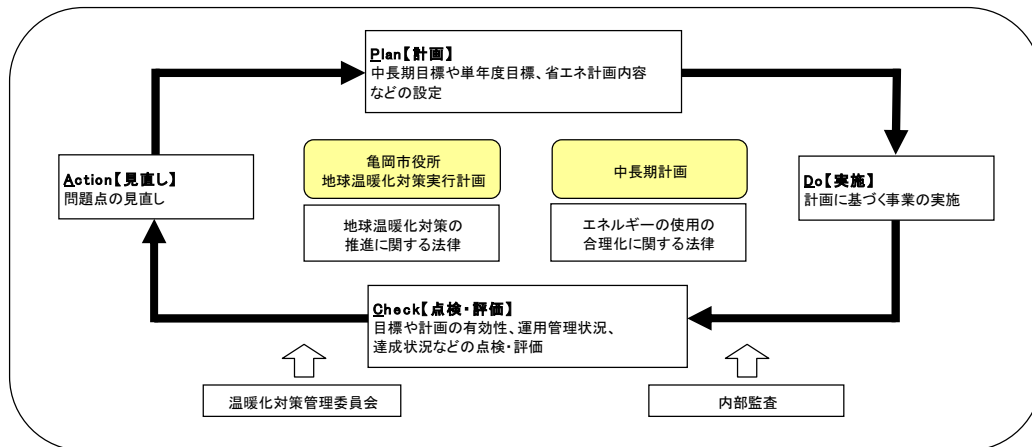 Plan【計画】
中長期目標や単年度目標、省エネ計画内容
などの設定
亀岡市役所
地球温暖化対策実行計画
中長期計画
Action【見直し】
問題点の見直し
Do【実施】
計画に基づく事業の実施
地球温暖化対策の
推進に関する法律
エネルギーの使用の
合理化に関する法律
Check【点検・評価】
目標や計画の有効性、運用管理状況、
達成状況などの点検・評価
温暖化対策管理委員会
内部監査